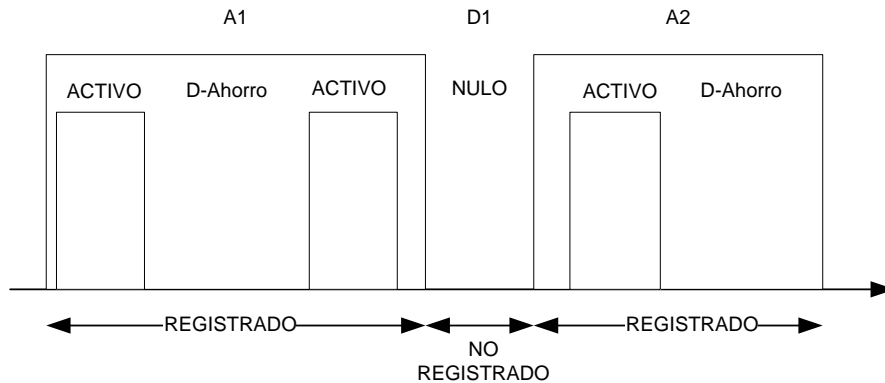 A1 D1 A2
ACTIVO D-Ahorro ACTIVO NULO ACTIVO D-Ahorro
REGISTRADO NO REGISTRADO REGISTRADO